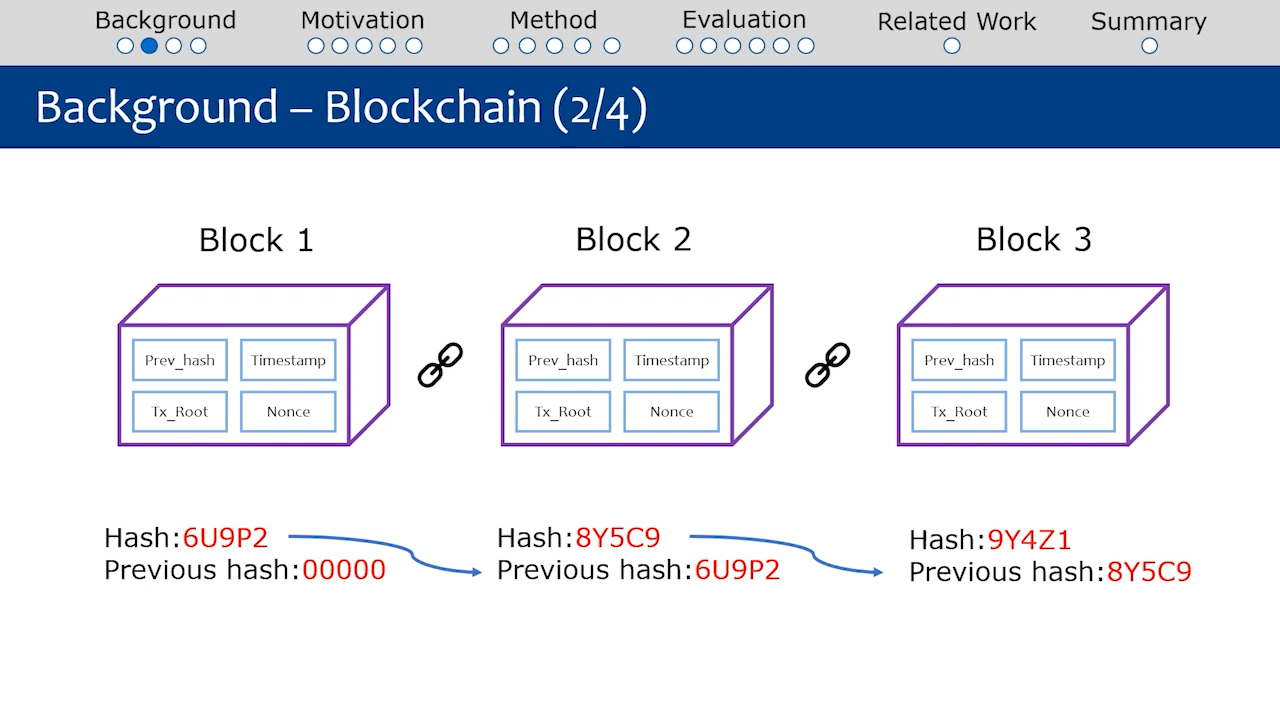 Background Motivation Method Evaluation Related Work Summary
Background – Blockchain (2/4)
Block 1 Block 2 Block 3
Prev_hash Timestamp Prev_hash Timestamp Prev_hash Timestamp
Tx_Root Nonce Tx_Root Nonce Tx_Root Nonce
Hash:6U9P2 Hash:8Y5C9 Hash:9Y4Z1
Previous hash:00000 Previous hash:6U9P2 Previous hash:8Y5C9